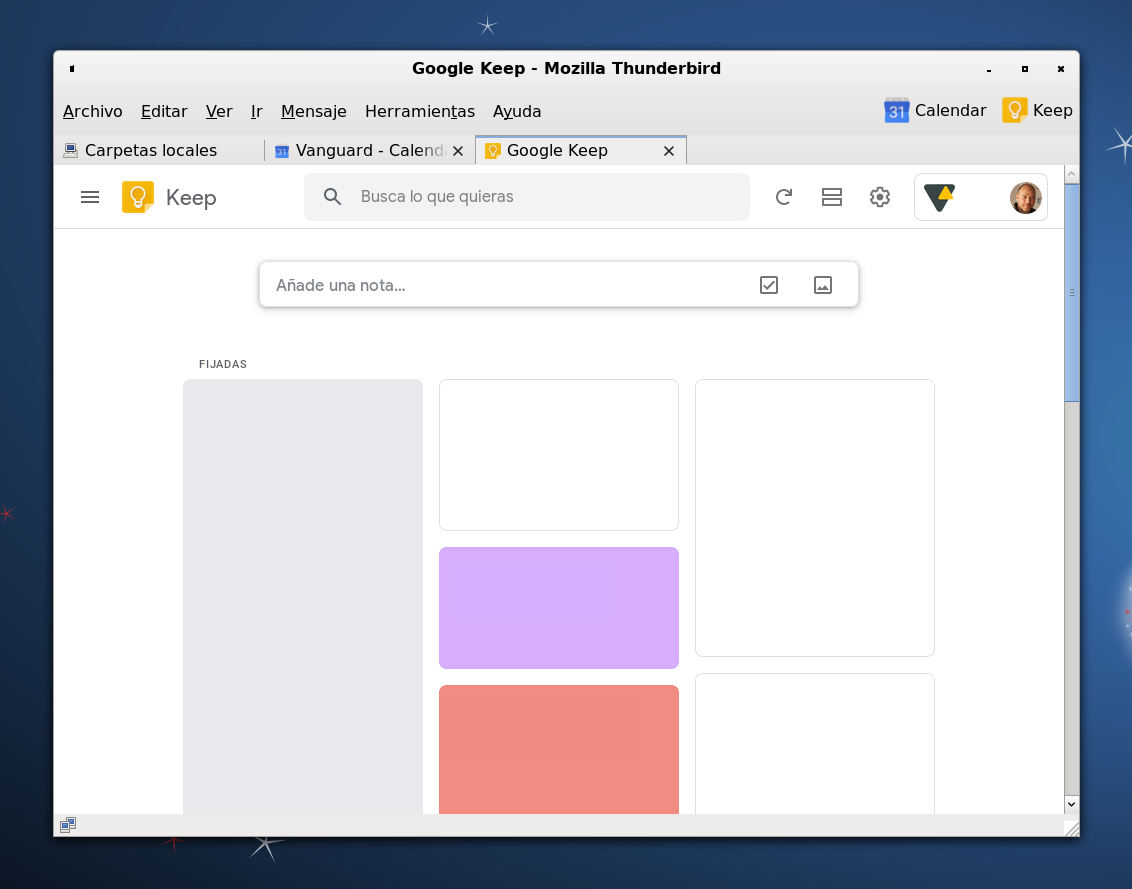 Google Keep - Mozilla Thunderbird
Archivo Editar Ver Ir Mensaje Herramientas Ayuda
31 Calendar Keep
Carpetas locales
31 Vanguard - Calend
Google Keep
Keep
Busca lo que quieras
Añade una nota...
FIJADAS